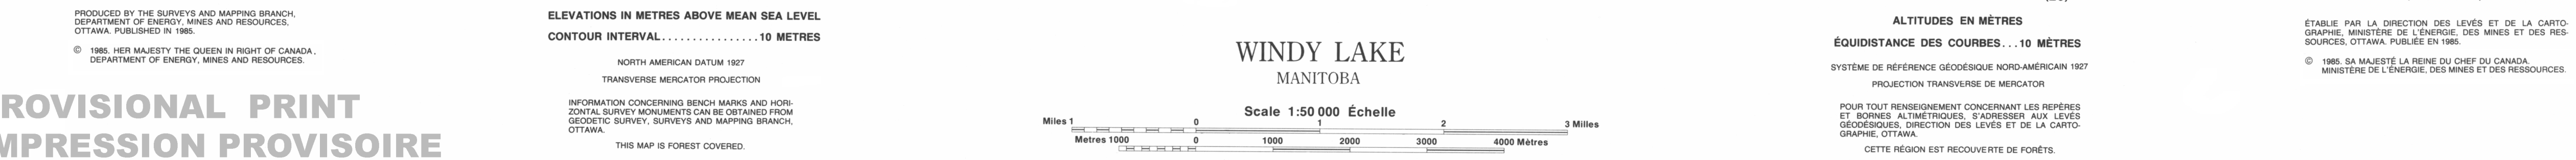 PRODUCED BY THE SURVEYS AND MAPPING BRANCH,
DEPARTMENT OF ENERGY, MINES AND RESOURCES,
OTTAWA. PUBLISHED IN 1985.
© 1985. HER MAJESTY THE QUEEN IN RIGHT OF CANADA,
DEPARTMENT OF ENERGY, MINES AND RESOURCES.
ROVISIONAL PRINT
MPRESSION PROVISOIRE
ELEVATIONS IN METRES ABOVE MEAN SEA LEVEL
CONTOUR INTERVAL................10 METRES
NORTH AMERICAN DATUM 1927
TRANSVERSE MERCATOR PROJECTION
INFORMATION CONCERNING BENCH MARKS AND HORI-
ZONTAL SURVEY MONUMENTS CAN BE OBTAINED FROM
GEODETIC SURVEY, SURVEYS AND MAPPING BRANCH,
OTTAWA.
THIS MAP IS FOREST COVERED.
WINDY LAKE
MANITOBA
Scale 1:50 000 Échelle
Miles 1 0 1 2 3 Milles
Metres 1000 0 1000 2000 3000 4000 Mètres
ALTITUDES EN MÈTRES
ÉQUIDISTANCE DES COURBES...10 MÈTRES
SYSTÈME DE RÉFÉRENCE GÉODÉSIQUE NORD-AMÉRICAIN 1927
PROJECTION TRANSVERSE DE MERCATOR
POUR TOUT RENSEIGNEMENT CONCERNANT LES REPÈRES
ET BORNES ALTIMÉTRIQUES, S'ADRESSER AUX LEVÉS
GÉODÉSIQUES, DIRECTION DES LEVÉS ET DE LA CARTO-
GRAPHIE, OTTAWA.
CETTE RÉGION EST RECOUVERTE DE FORÊTS.
ÉTABLIE PAR LA DIRECTION DES LEVÉS ET DE LA CARTO-
GRAPHIE, MINISTÈRE DE L'ÉNERGIE, DES MINES ET DES RES-
SOURCES, OTTAWA. PUBLIÉE EN 1985.
© 1985. SA MAJESTÉ LA REINE DU CHEF DU CANADA.
MINISTÈRE DE L'ÉNERGIE, DES MINES ET DES RESSOURCES.